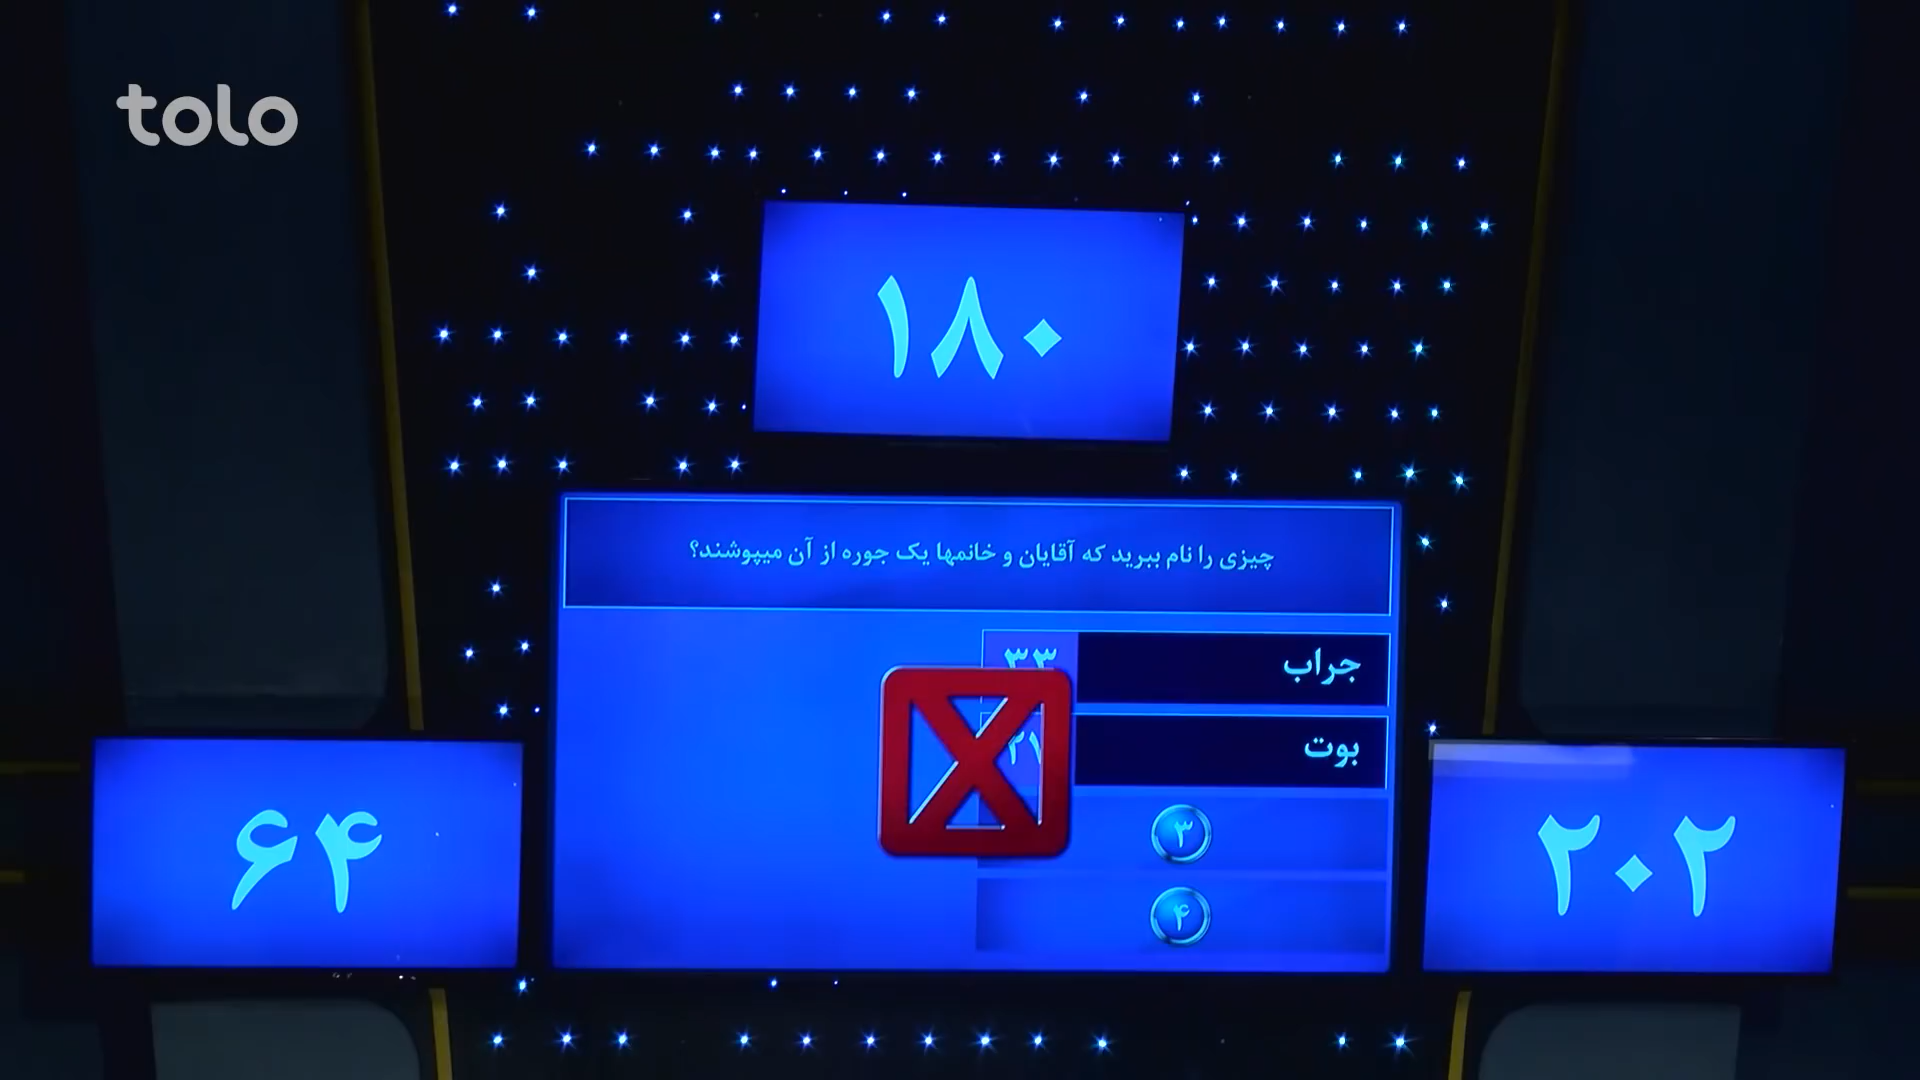 tolo
۱۸۰
چیزی را نام ببرید که آقایان و خانمها یک جوره از آن میپوشند؟
جراب ۳۳
بوت
۳
۴
۶۴
۲۰۲